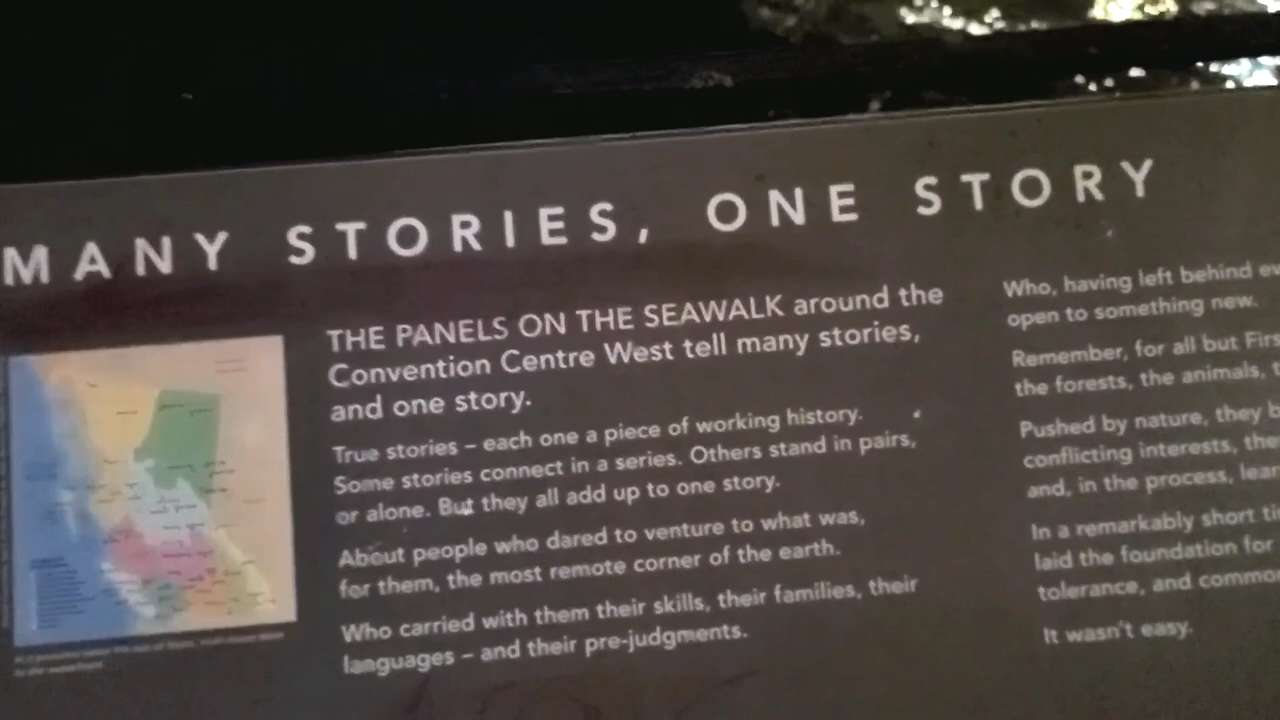 MANY STORIES, ONE STORY
THE PANELS ON THE SEAWALK around the
Convention Centre West tell many stories,
and one story.
True stories – each one a piece of working history.
Some stories connect in a series. Others stand in pairs,
or alone. But they all add up to one story.
About people who dared to venture to what was,
for them, the most remote corner of the earth.
Who carried with them their skills, their families, their
languages – and their pre-judgments.
Who, having left behind
open to something new.
Remember, for all but
the forests, the animals,
Pushed by nature, they
conflicting interests,
and, in the process,
In a remarkably short
laid the foundation for
tolerance, and
It wasn't easy.